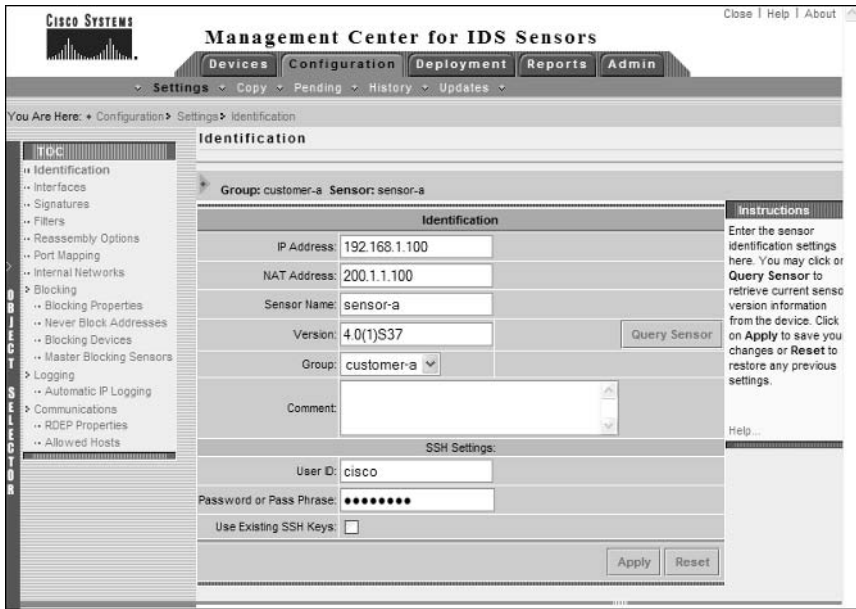 Close | Help | About
CISCO SYSTEMS
Management Center for IDS Sensors
Devices Configuration Deployment Reports Admin
Settings Copy Pending History Updates
You Are Here: Configuration > Settings > Identification
TOC
Identification
Interfaces
Signatures
Filters
Reassembly Options
Port Mapping
Internal Networks
Blocking
Blocking Properties
Never Block Addresses
Blocking Devices
Master Blocking Sensors
Logging
Automatic IP Logging
Communications
RDEP Properties
Allowed Hosts
OBJECT SELECTOR
Identification
Group: customer-a Sensor: sensor-a
Identification
IP Address: 192.168.1.100
NAT Address: 200.1.1.100
Sensor Name: sensor-a
Version: 4.0(1)S37 Query Sensor
Group: customer-a
Comment:
SSH Settings:
User ID: cisco
Password or Pass Phrase: ●●●●●●●●
Use Existing SSH Keys:
Apply Reset
Instructions
Enter the sensor
identification settings
here. You may click on
Query Sensor to
retrieve current senso
version information
from the device. Click
on Apply to save you
changes or Reset to
restore any previous
settings.
Help...